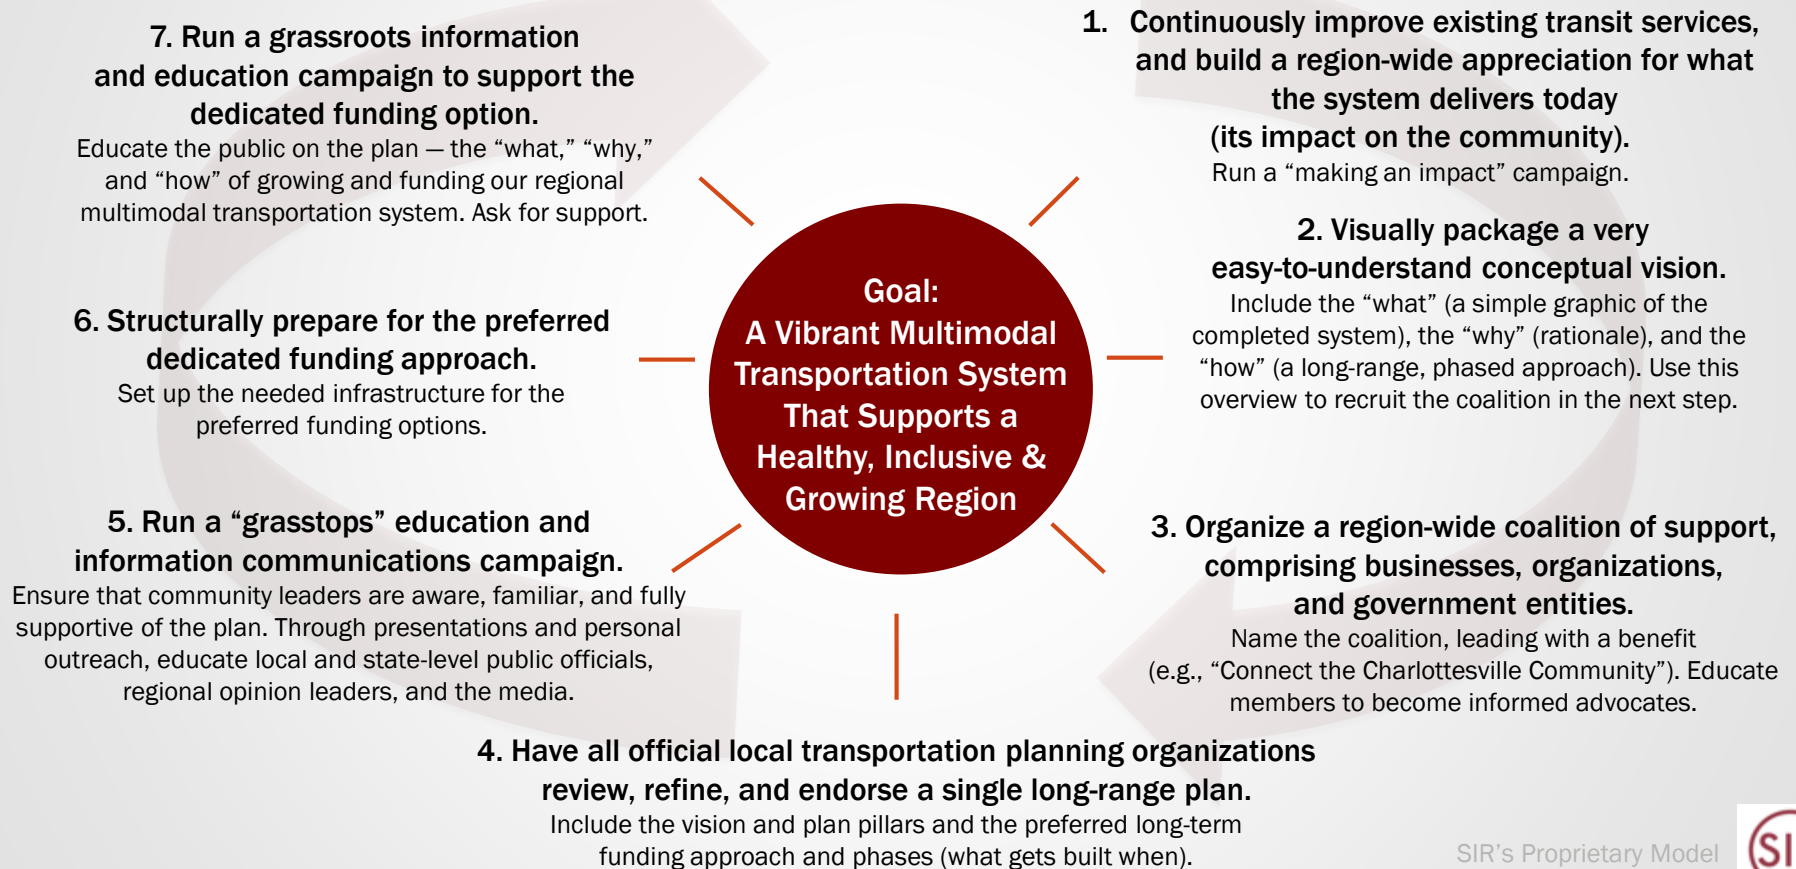 1. Continuously improve existing transit services,
and build a region-wide appreciation for what
the system delivers today
(its impact on the community).
Run a “making an impact” campaign.
2. Visually package a very
easy-to-understand conceptual vision.
Include the “what” (a simple graphic of the
completed system), the “why” (rationale), and the
“how” (a long-range, phased approach). Use this
overview to recruit the coalition in the next step.
3. Organize a region-wide coalition of support,
comprising businesses, organizations,
and government entities.
Name the coalition, leading with a benefit
(e.g., “Connect the Charlottesville Community”). Educate
members to become informed advocates.
4. Have all official local transportation planning organizations
review, refine, and endorse a single long-range plan.
Include the vision and plan pillars and the preferred long-term
funding approach and phases (what gets built when).
5. Run a “grasstops” education and
information communications campaign.
Ensure that community leaders are aware, familiar, and fully
supportive of the plan. Through presentations and personal
outreach, educate local and state-level public officials,
regional opinion leaders, and the media.
6. Structurally prepare for the preferred
dedicated funding approach.
Set up the needed infrastructure for the
preferred funding options.
7. Run a grassroots information
and education campaign to support the
dedicated funding option.
Educate the public on the plan — the “what,” “why,”
and “how” of growing and funding our regional
multimodal transportation system. Ask for support.
Goal:
A Vibrant Multimodal
Transportation System
That Supports a
Healthy, Inclusive &
Growing Region
SIR’s Proprietary Model
SI